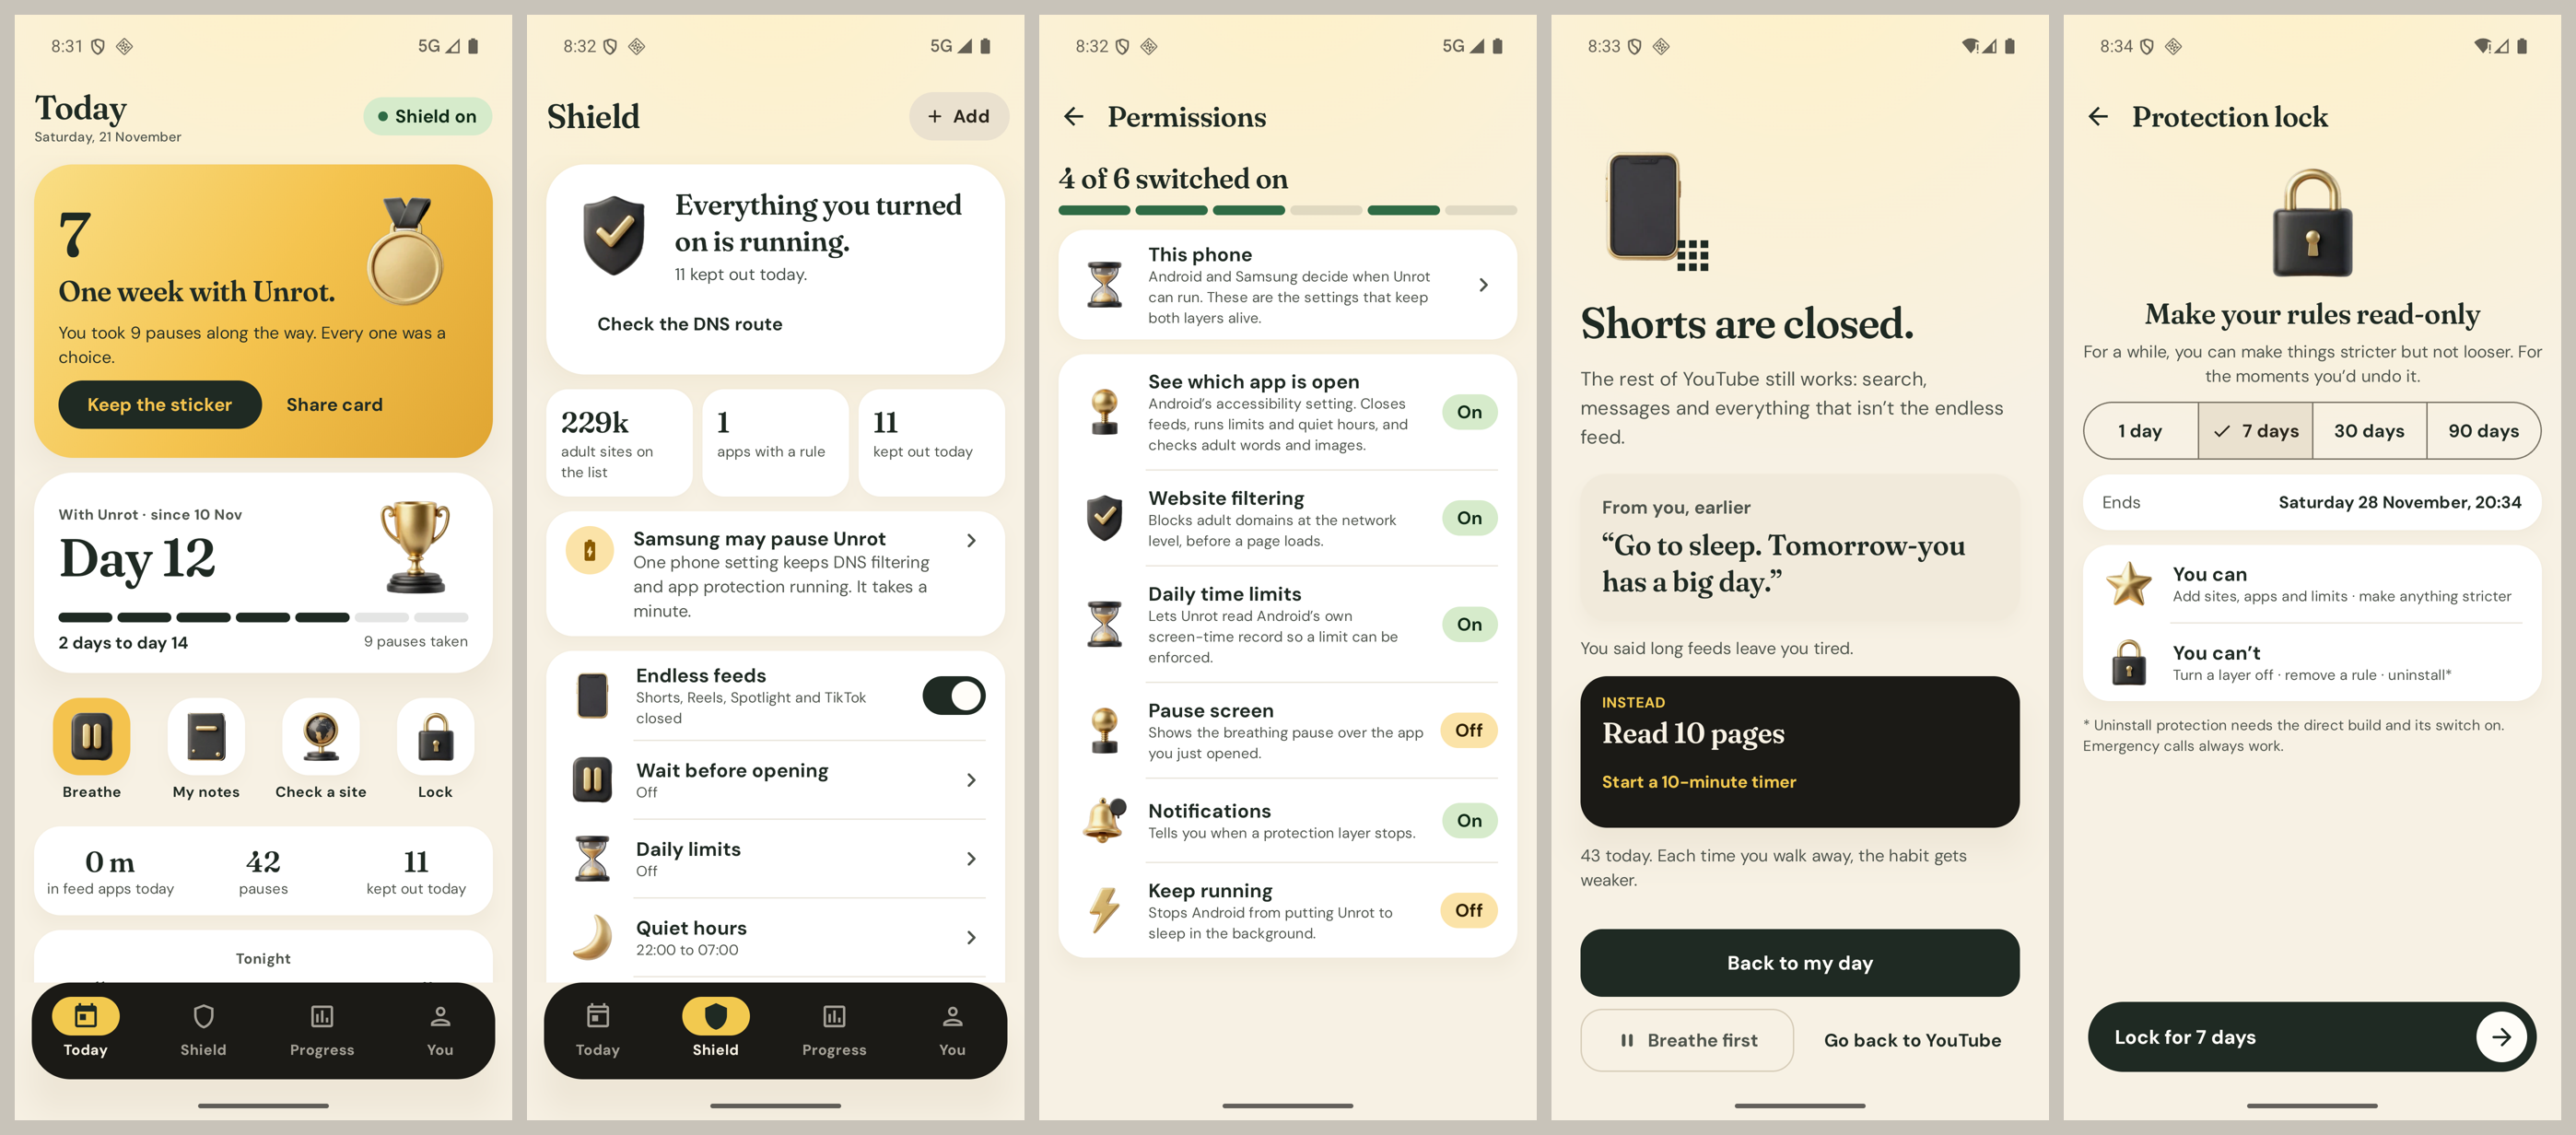 8:31
5G
Today
Saturday, 21 November
Shield on
7
One week with Unrot.
You took 9 pauses along the way. Every one was a
choice.
Keep the sticker
Share card
With Unrot · since 10 Nov
Day 12
2 days to day 14
9 pauses taken
Breathe
My notes
Check a site
Lock
0 m
in feed apps today
42
pauses
11
kept out today
Tonight
Today
Shield
Progress
You
8:32
5G
Shield
+ Add
Everything you turned
on is running.
11 kept out today.
Check the DNS route
229k
adult sites on
the list
1
apps with a rule
11
kept out today
Samsung may pause Unrot
One phone setting keeps DNS filtering
and app protection running. It takes a
minute.
Endless feeds
Shorts, Reels, Spotlight and TikTok
closed
Wait before opening
Off
Daily limits
Off
Quiet hours
22:00 to 07:00
Today
Shield
Progress
You
8:32
5G
Permissions
4 of 6 switched on
This phone
Android and Samsung decide when Unrot
can run. These are the settings that keep
both layers alive.
See which app is open
Android's accessibility setting. Closes
feeds, runs limits and quiet hours, and
checks adult words and images.
On
Website filtering
Blocks adult domains at the network
level, before a page loads.
On
Daily time limits
Lets Unrot read Android's own
screen-time record so a limit can be
enforced.
On
Pause screen
Shows the breathing pause over the app
you just opened.
Off
Notifications
Tells you when a protection layer stops.
On
Keep running
Stops Android from putting Unrot to
sleep in the background.
Off
8:33
Shorts are closed.
The rest of YouTube still works: search,
messages and everything that isn't the endless
feed.
From you, earlier
“Go to sleep. Tomorrow-you
has a big day.”
You said long feeds leave you tired.
INSTEAD
Read 10 pages
Start a 10-minute timer
43 today. Each time you walk away, the habit gets
weaker.
Back to my day
Breathe first
Go back to YouTube
8:34
Protection lock
Make your rules read-only
For a while, you can make things stricter but not looser. For
the moments you'd undo it.
1 day
7 days
30 days
90 days
Ends
Saturday 28 November, 20:34
You can
Add sites, apps and limits · make anything stricter
You can't
Turn a layer off · remove a rule · uninstall*
* Uninstall protection needs the direct build and its switch on.
Emergency calls always work.
Lock for 7 days